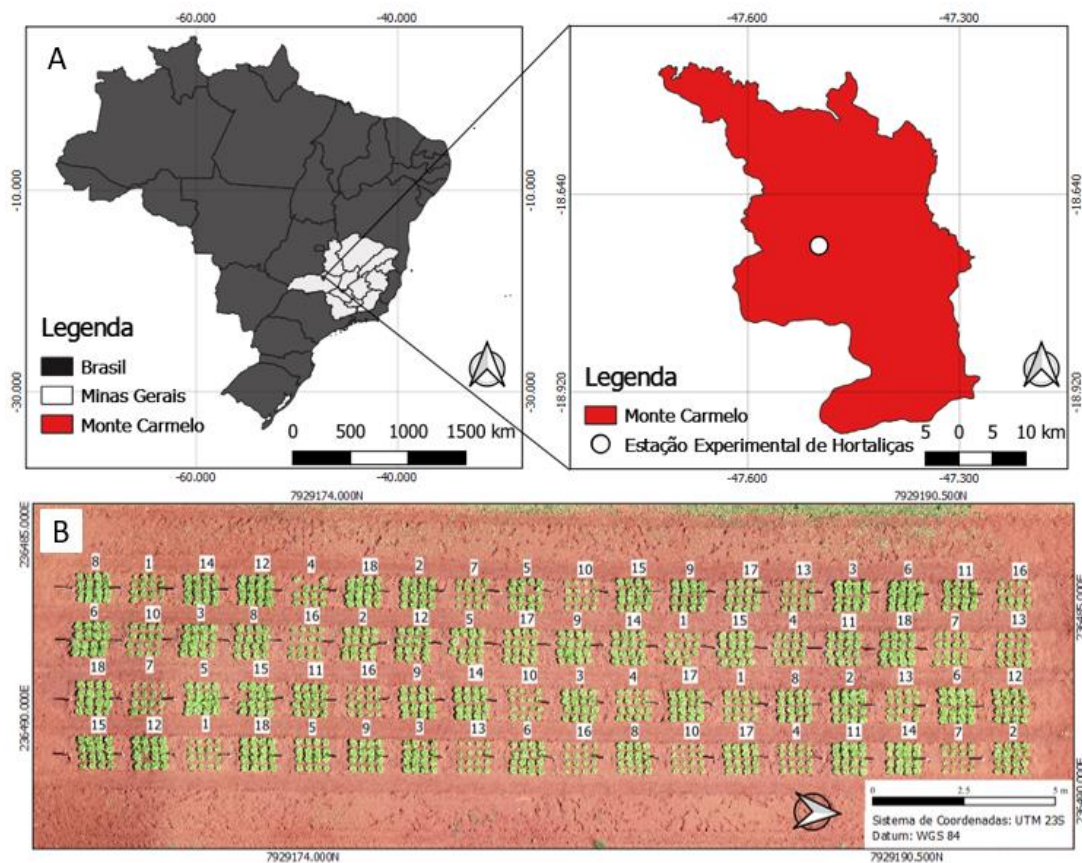 -60.000 -40.000
-47.600 -47.300
A
-10.000 -10.000
-18.640 -18.640
Legenda
Brasil
Minas Gerais
Monte Carmelo
-30.000 -30.000
0 500 1000 1500 km
-60.000 -40.000
-18.920 -18.920
Legenda
Monte Carmelo
Estação Experimental de Hortaliças
5 0 5 10 km
-47.600 -47.300
7929174.000N 7929190.500N
B
236485.000E 236485.000E
8 1 14 12 4 18 2 7 5 10 15 9 17 13 3 6 11 16
6 10 3 8 16 2 12 5 17 9 14 1 15 4 11 18 7 13
18 7 5 15 11 16 9 14 10 3 4 17 1 8 2 13 6 12
236490.000E 236490.000E
15 12 1 18 5 9 3 13 6 16 8 10 17 4 11 14 7 2
0 2.5 5 m
Sistema de Coordenadas: UTM 23S
Datum: WGS 84
7929174.000N 7929190.500N